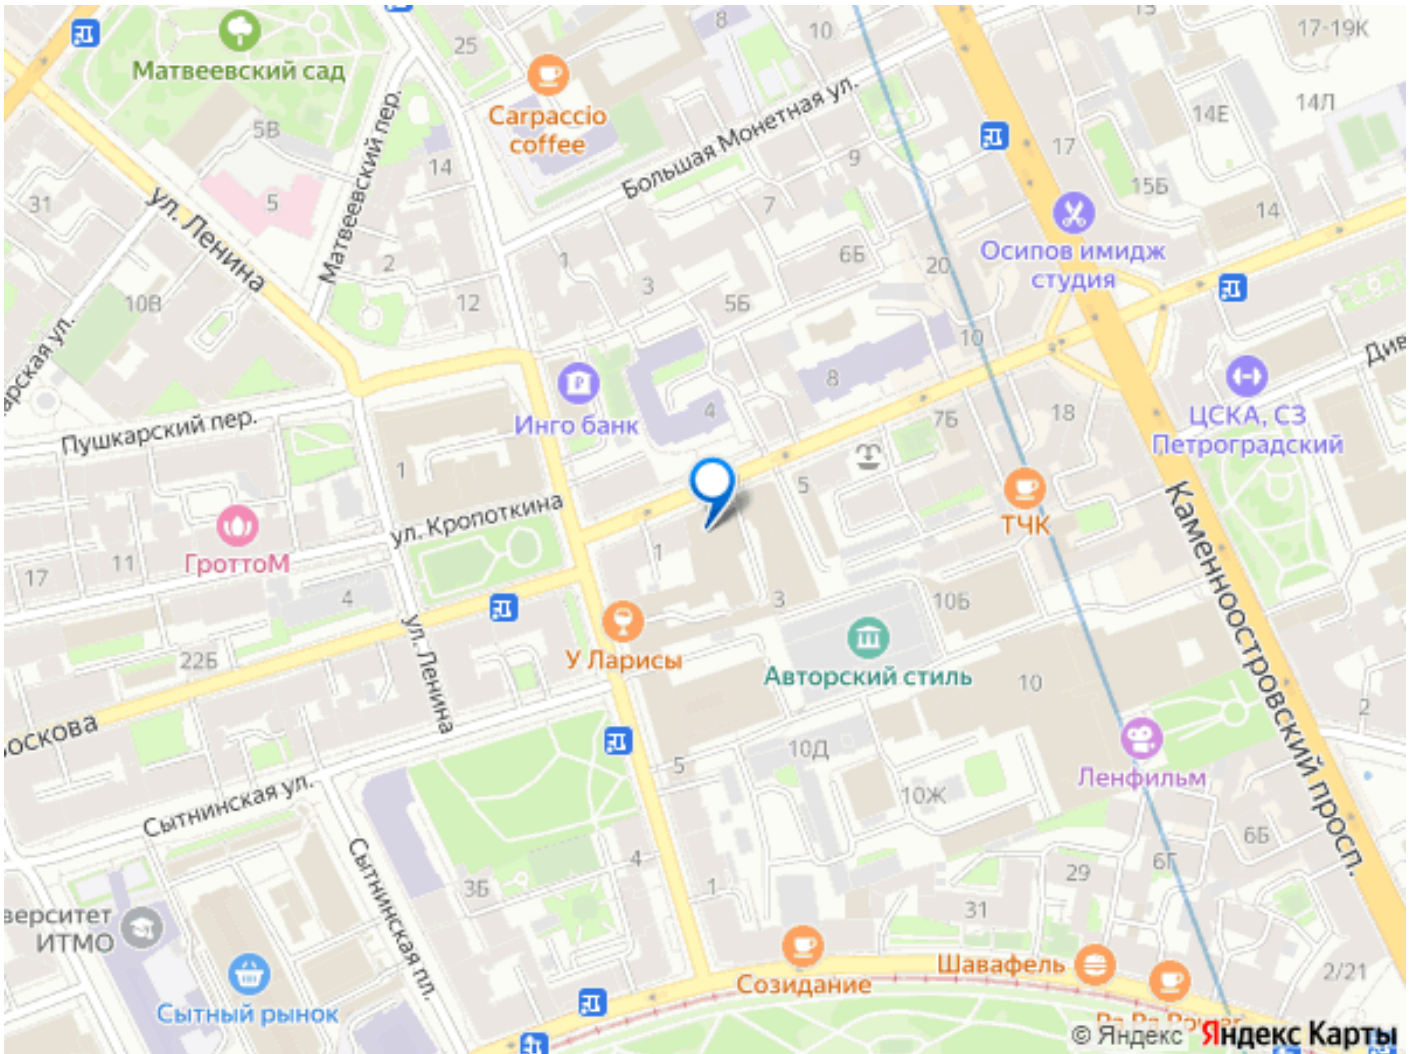 25
8
10
15
17-19К
Матвеевский сад
Carpaccio
coffee
14Е
14Л
5В
Матвеевский пер.
14
Большая Монетная ул.
9
17
15Б
31
ул. Ленина
5
7
14
2
1
6Б
20
Осипов имидж
студия
10В
12
3
5Б
10
9
Инго банк
4
8
7Б
18
ЦСКА, СЗ
Петроградский
Пушкарский пер.
1
5
ул. Кропоткина
ТЧК
Каменноостровский просп.
ГроттоМ
17
11
1
4
3
10Б
У Ларисы
Авторский стиль
22Б
ул. Ленина
10
2
5
10Д
Ленфильм
Сытнинская ул.
10Ж
6Б
4
29
6Г
3Б
1
31
Сытнинская пл.
ИТМО
Созидание
Шавафель
2/21
Сытный рынок
© Яндекс Яндекс Карты